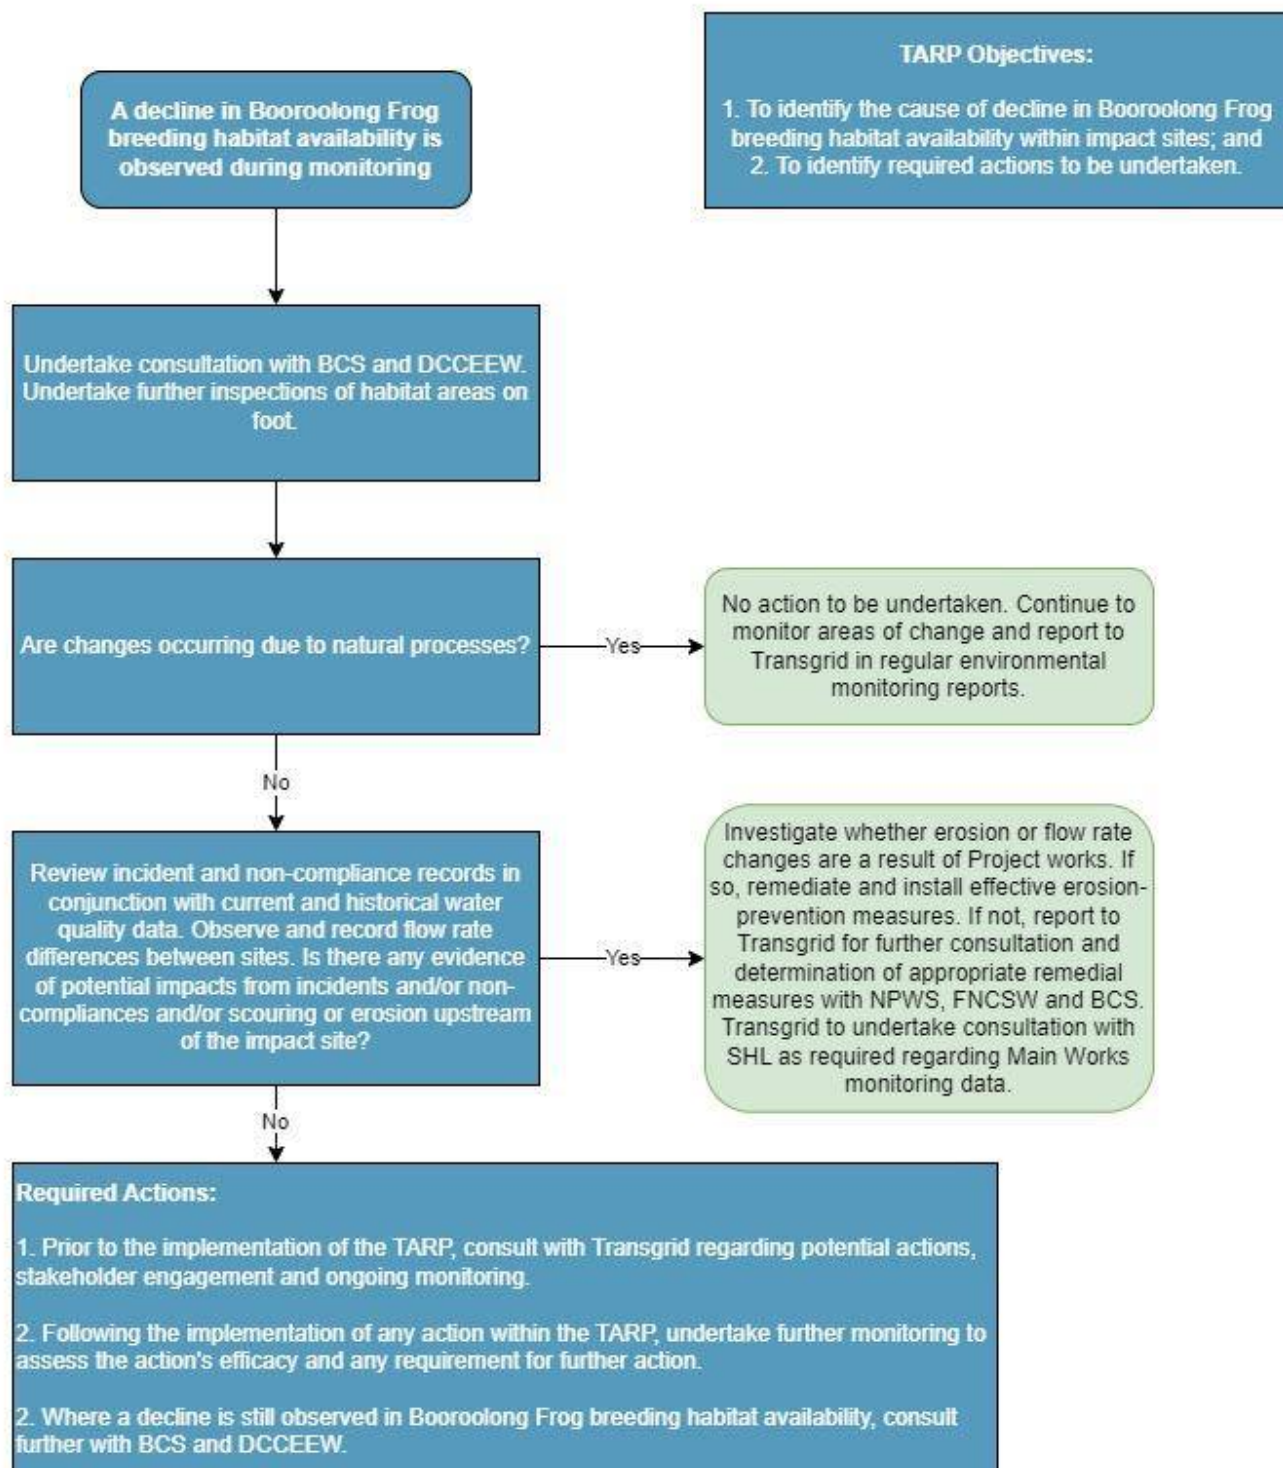 A decline in Booroolong Frog
breeding habitat availability is
observed during monitoring
TARP Objectives:
1. To identify the cause of decline in Booroolong Frog
breeding habitat availability within impact sites; and
2. To identify required actions to be undertaken.
Undertake consultation with BCS and DCCEEW.
Undertake further inspections of habitat areas on
foot.
Are changes occurring due to natural processes?
Yes
No action to be undertaken. Continue to
monitor areas of change and report to
Transgrid in regular environmental
monitoring reports.
No
Review incident and non-compliance records in
conjunction with current and historical water
quality data. Observe and record flow rate
differences between sites. Is there any evidence
of potential impacts from incidents and/or non-
compliances and/or scouring or erosion upstream
of the impact site?
Yes
Investigate whether erosion or flow rate
changes are a result of Project works. If
so, remediate and install effective erosion-
prevention measures. If not, report to
Transgrid for further consultation and
determination of appropriate remedial
measures with NPWS, FNCSW and BCS.
Transgrid to undertake consultation with
SHL as required regarding Main Works
monitoring data.
No
Required Actions:
1. Prior to the implementation of the TARP, consult with Transgrid regarding potential actions,
stakeholder engagement and ongoing monitoring.
2. Following the implementation of any action within the TARP, undertake further monitoring to
assess the action's efficacy and any requirement for further action.
2. Where a decline is still observed in Booroolong Frog breeding habitat availability, consult
further with BCS and DCCEEW.